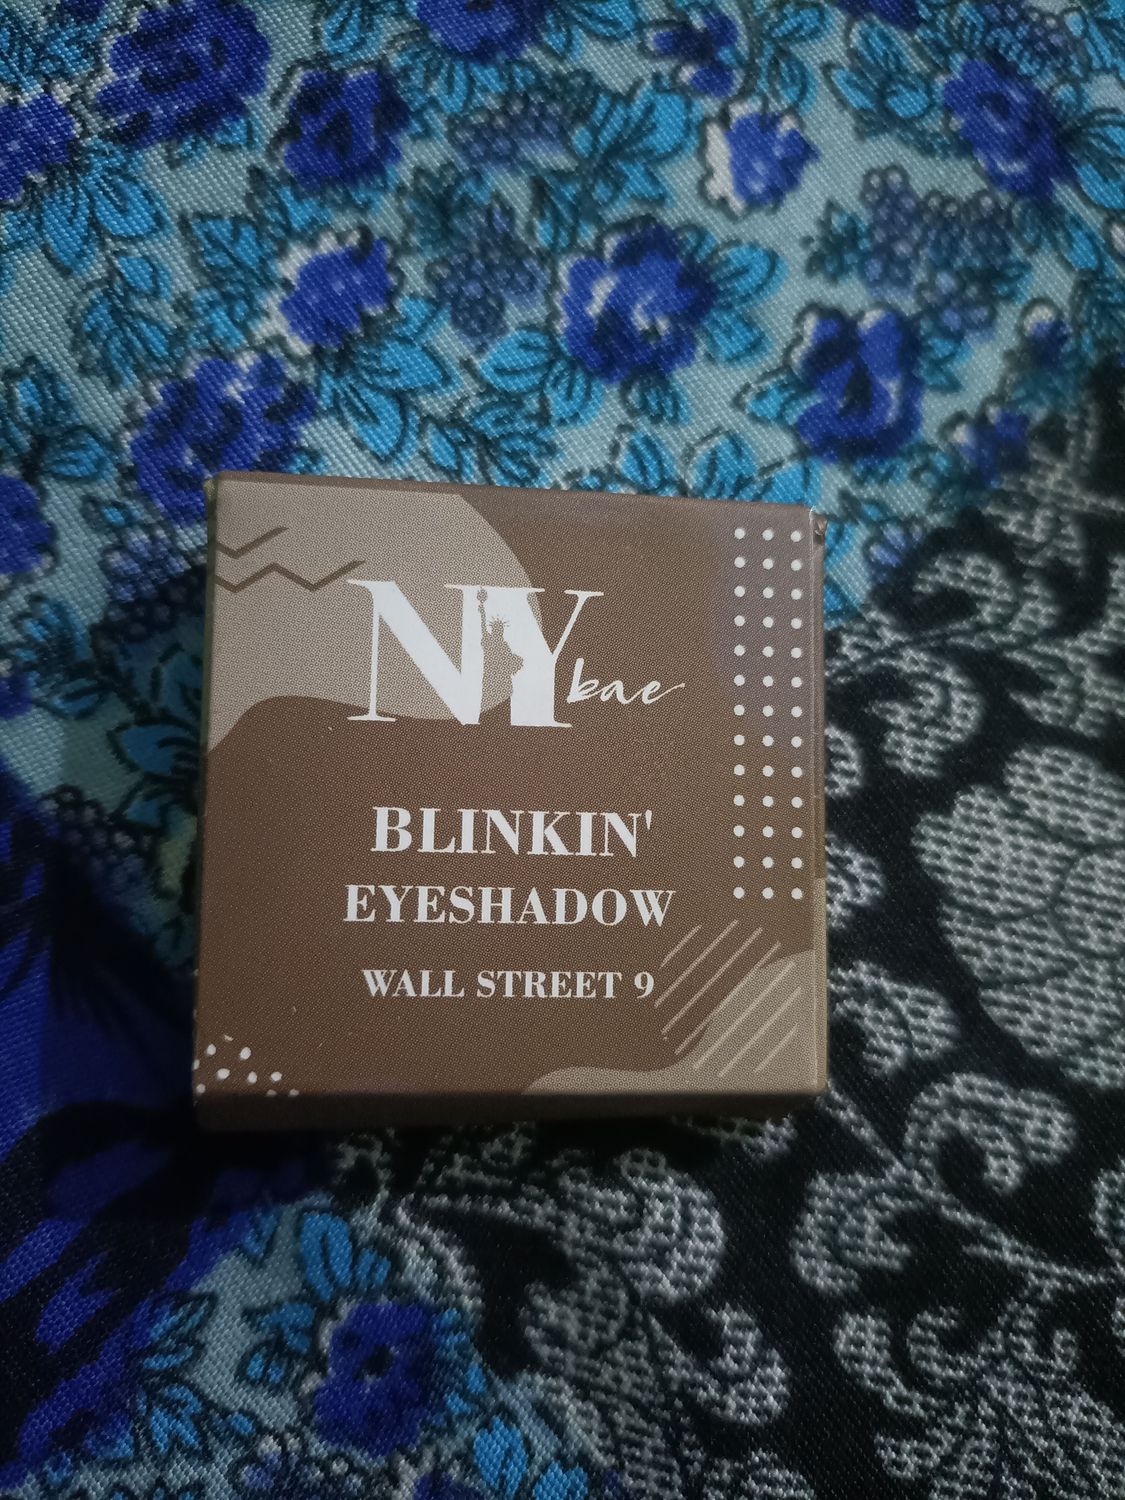 NY bae
BLINKIN'
EYESHADOW
WALL STREET 9